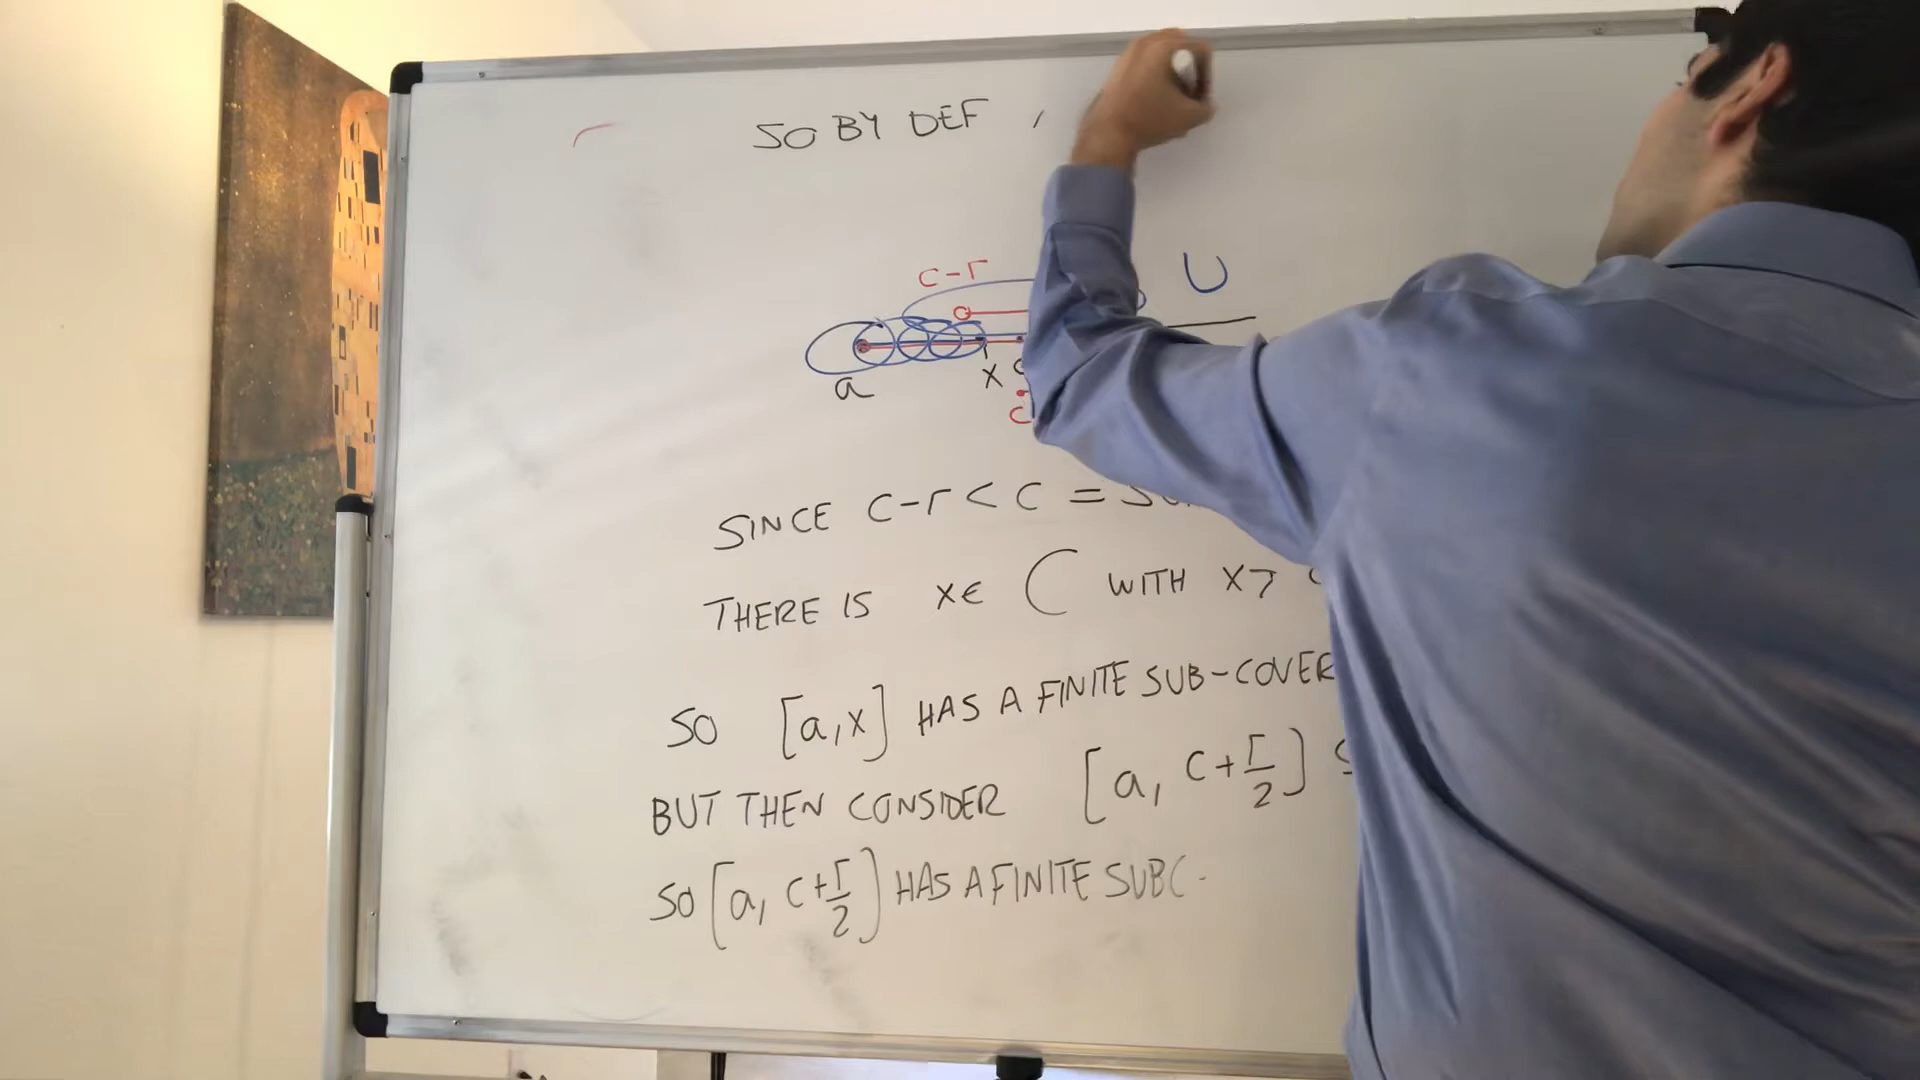 SO BY DEF ,
C-r
U
a
x
C
SINCE C-r < C =
THERE IS x ∈ C WITH x >
SO [a,x] HAS A FINITE SUB-COVER
BUT THEN CONSIDER [a, C+r/2]
SO [a, C+r/2] HAS A FINITE SUBC.